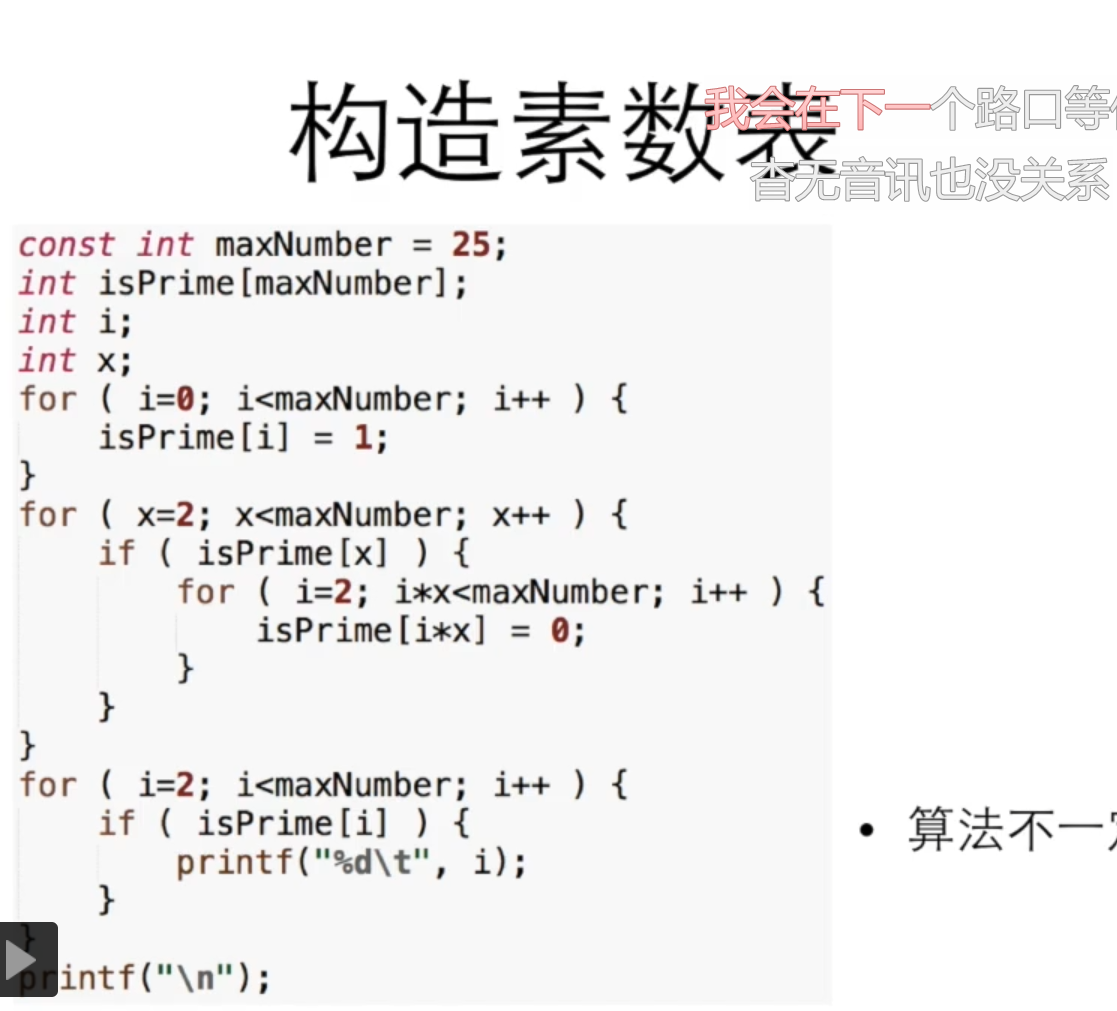 构造素数表
我会在下一个路口等
杳无音讯也没关系
const int maxNumber = 25;
int isPrime[maxNumber];
int i;
int x;
for ( i=0; i<maxNumber; i++ ) {
    isPrime[i] = 1;
}
for ( x=2; x<maxNumber; x++ ) {
    if ( isPrime[x] ) {
        for ( i=2; i*x<maxNumber; i++ ) {
            isPrime[i*x] = 0;
        }
    }
}
for ( i=2; i<maxNumber; i++ ) {
    if ( isPrime[i] ) {
        printf("%d\t", i);
    }
}
printf("\n");
• 算法不一